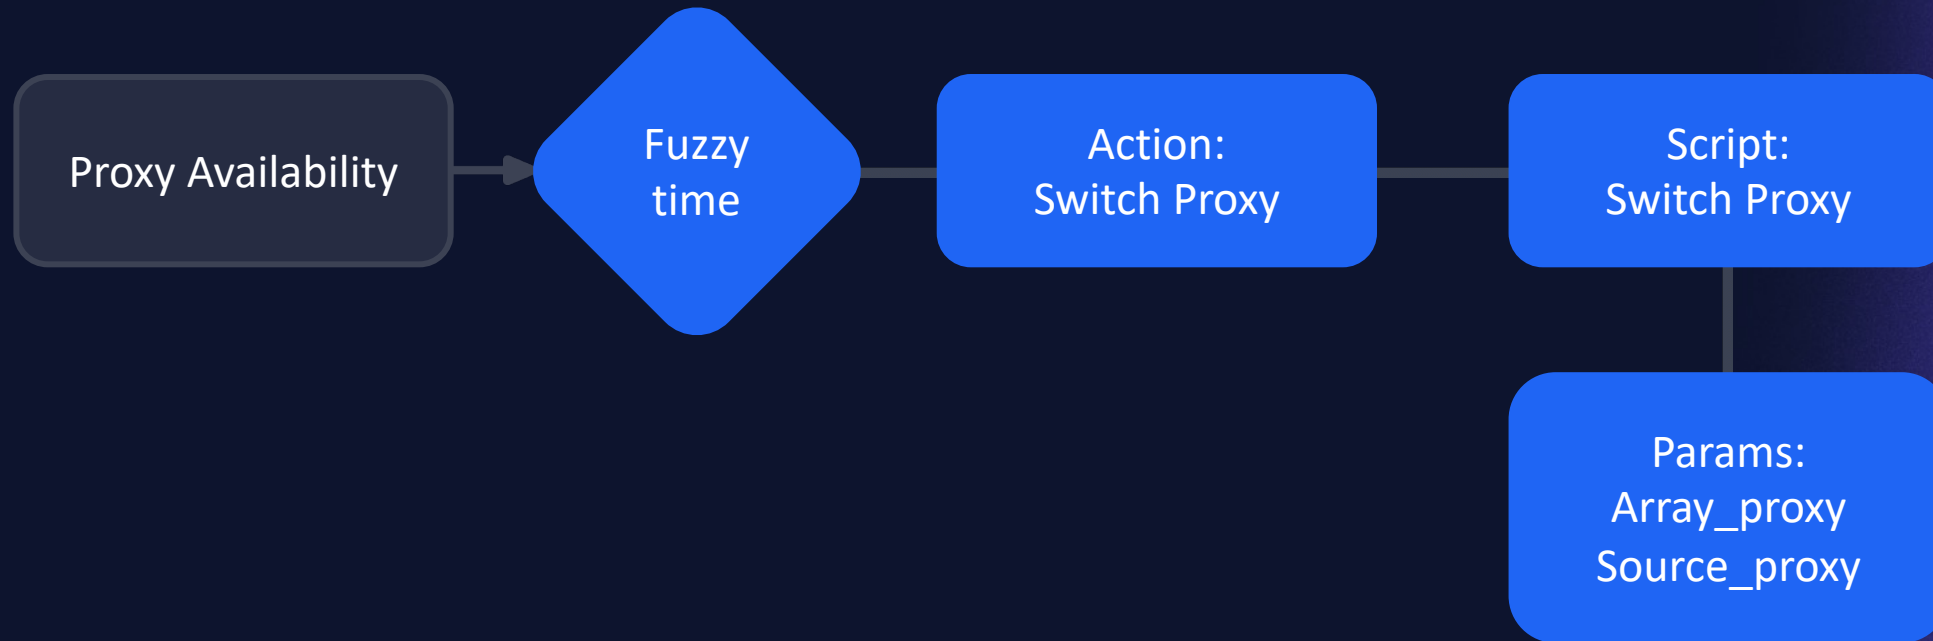 Proxy Availability
Fuzzy
time
Action:
Switch Proxy
Script:
Switch Proxy
Params:
Array_proxy
Source_proxy